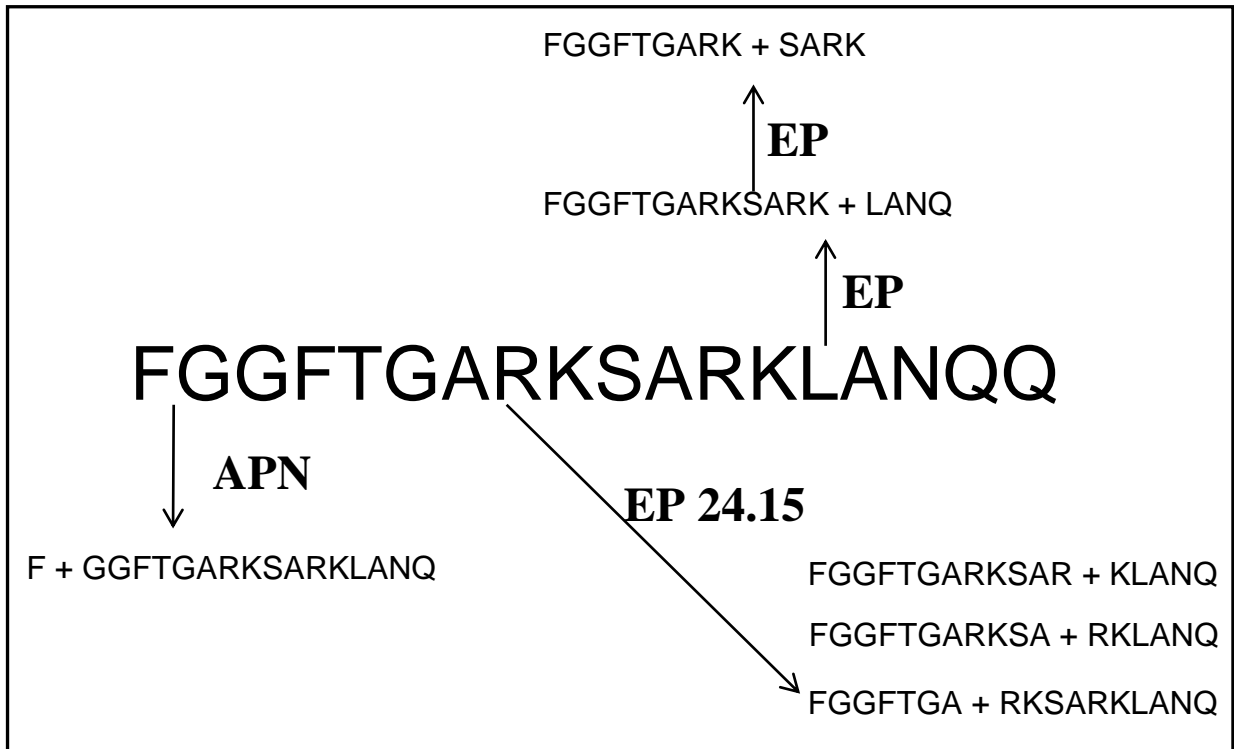 FGGFTGARK + SARK
EP
FGGFTGARKSARK + LANQ
EP
FGGFTGARKSARKLANQQ
APN
EP 24.15
F + GGFTGARKSARKLANQ
FGGFTGARKSAR + KLANQ
FGGFTGARKSA + RKLANQ
FGGFTGA + RKSARKLANQ